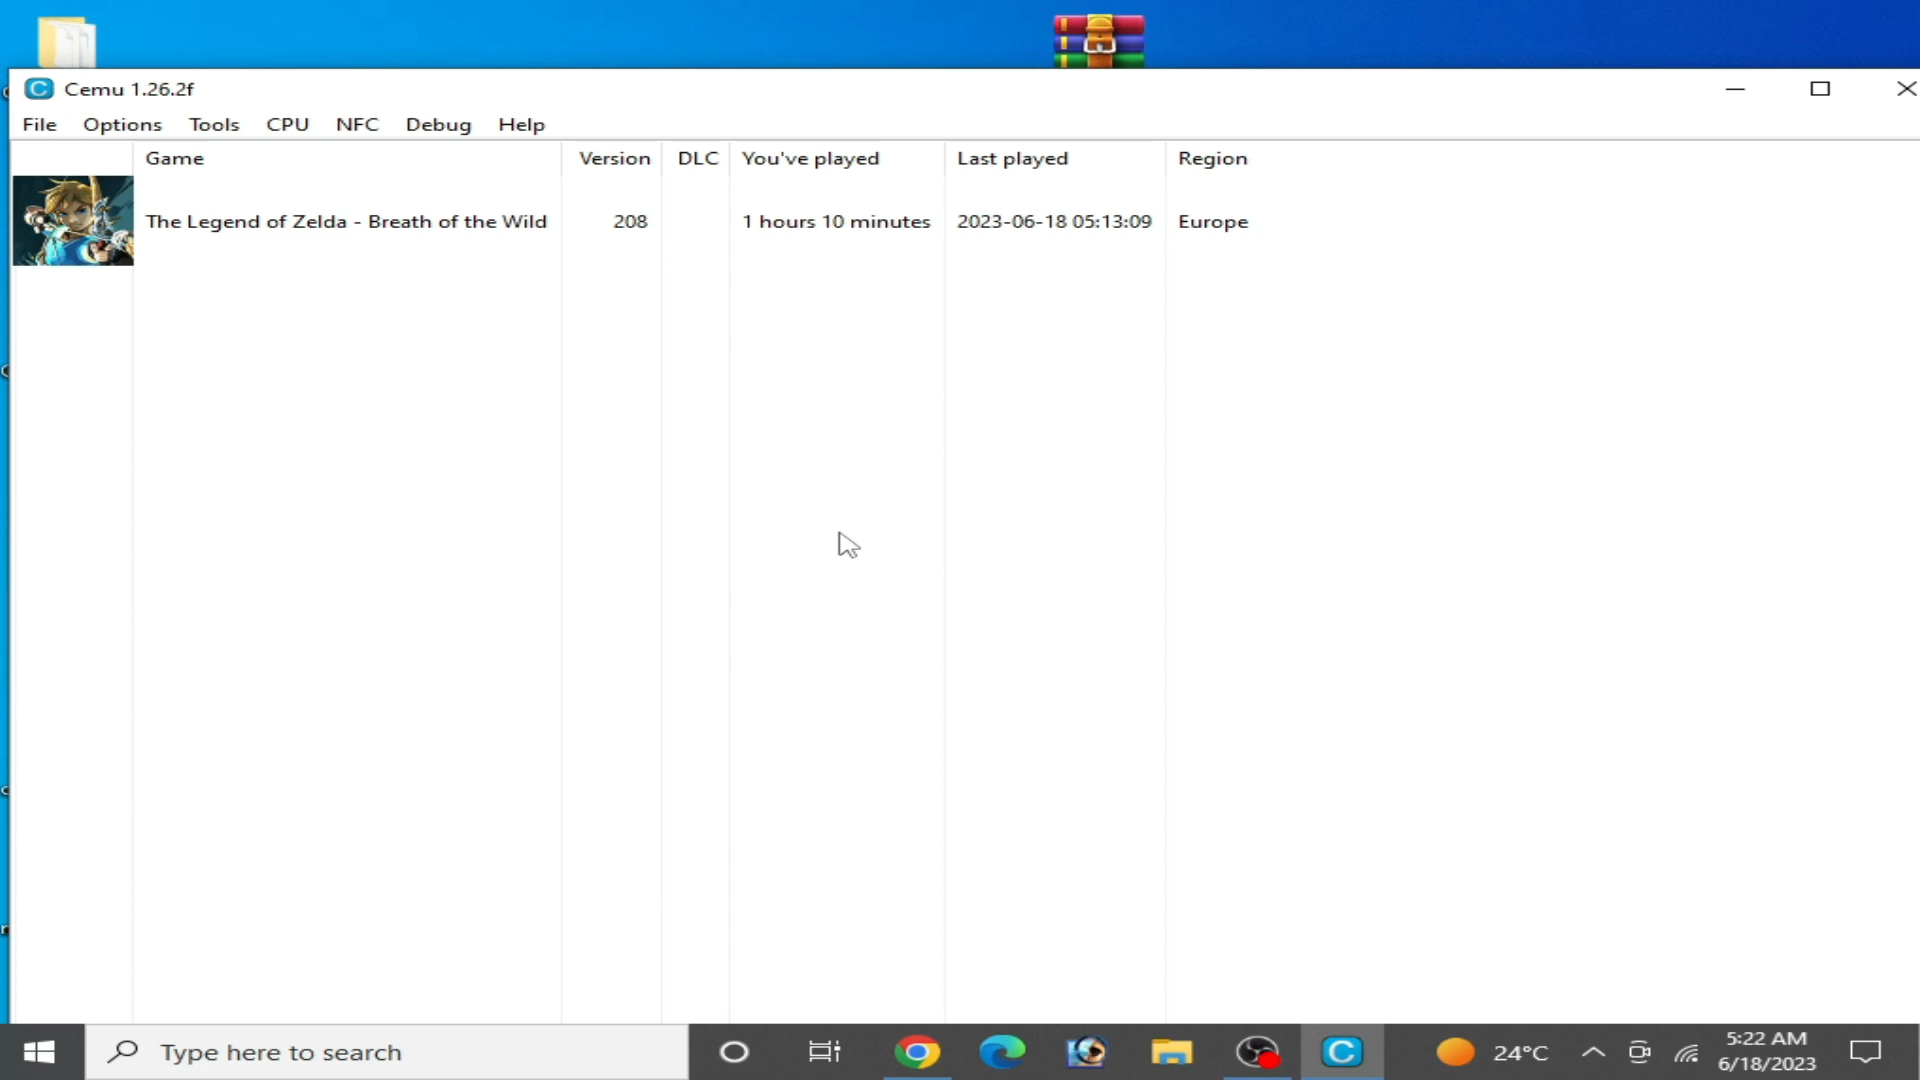 Cemu 1.26.2f
File Options Tools CPU NFC Debug Help
Game Version DLC You've played Last played Region
The Legend of Zelda - Breath of the Wild 208 1 hours 10 minutes 2023-06-18 05:13:09 Europe
Type here to search
24°C
5:22 AM
6/18/2023